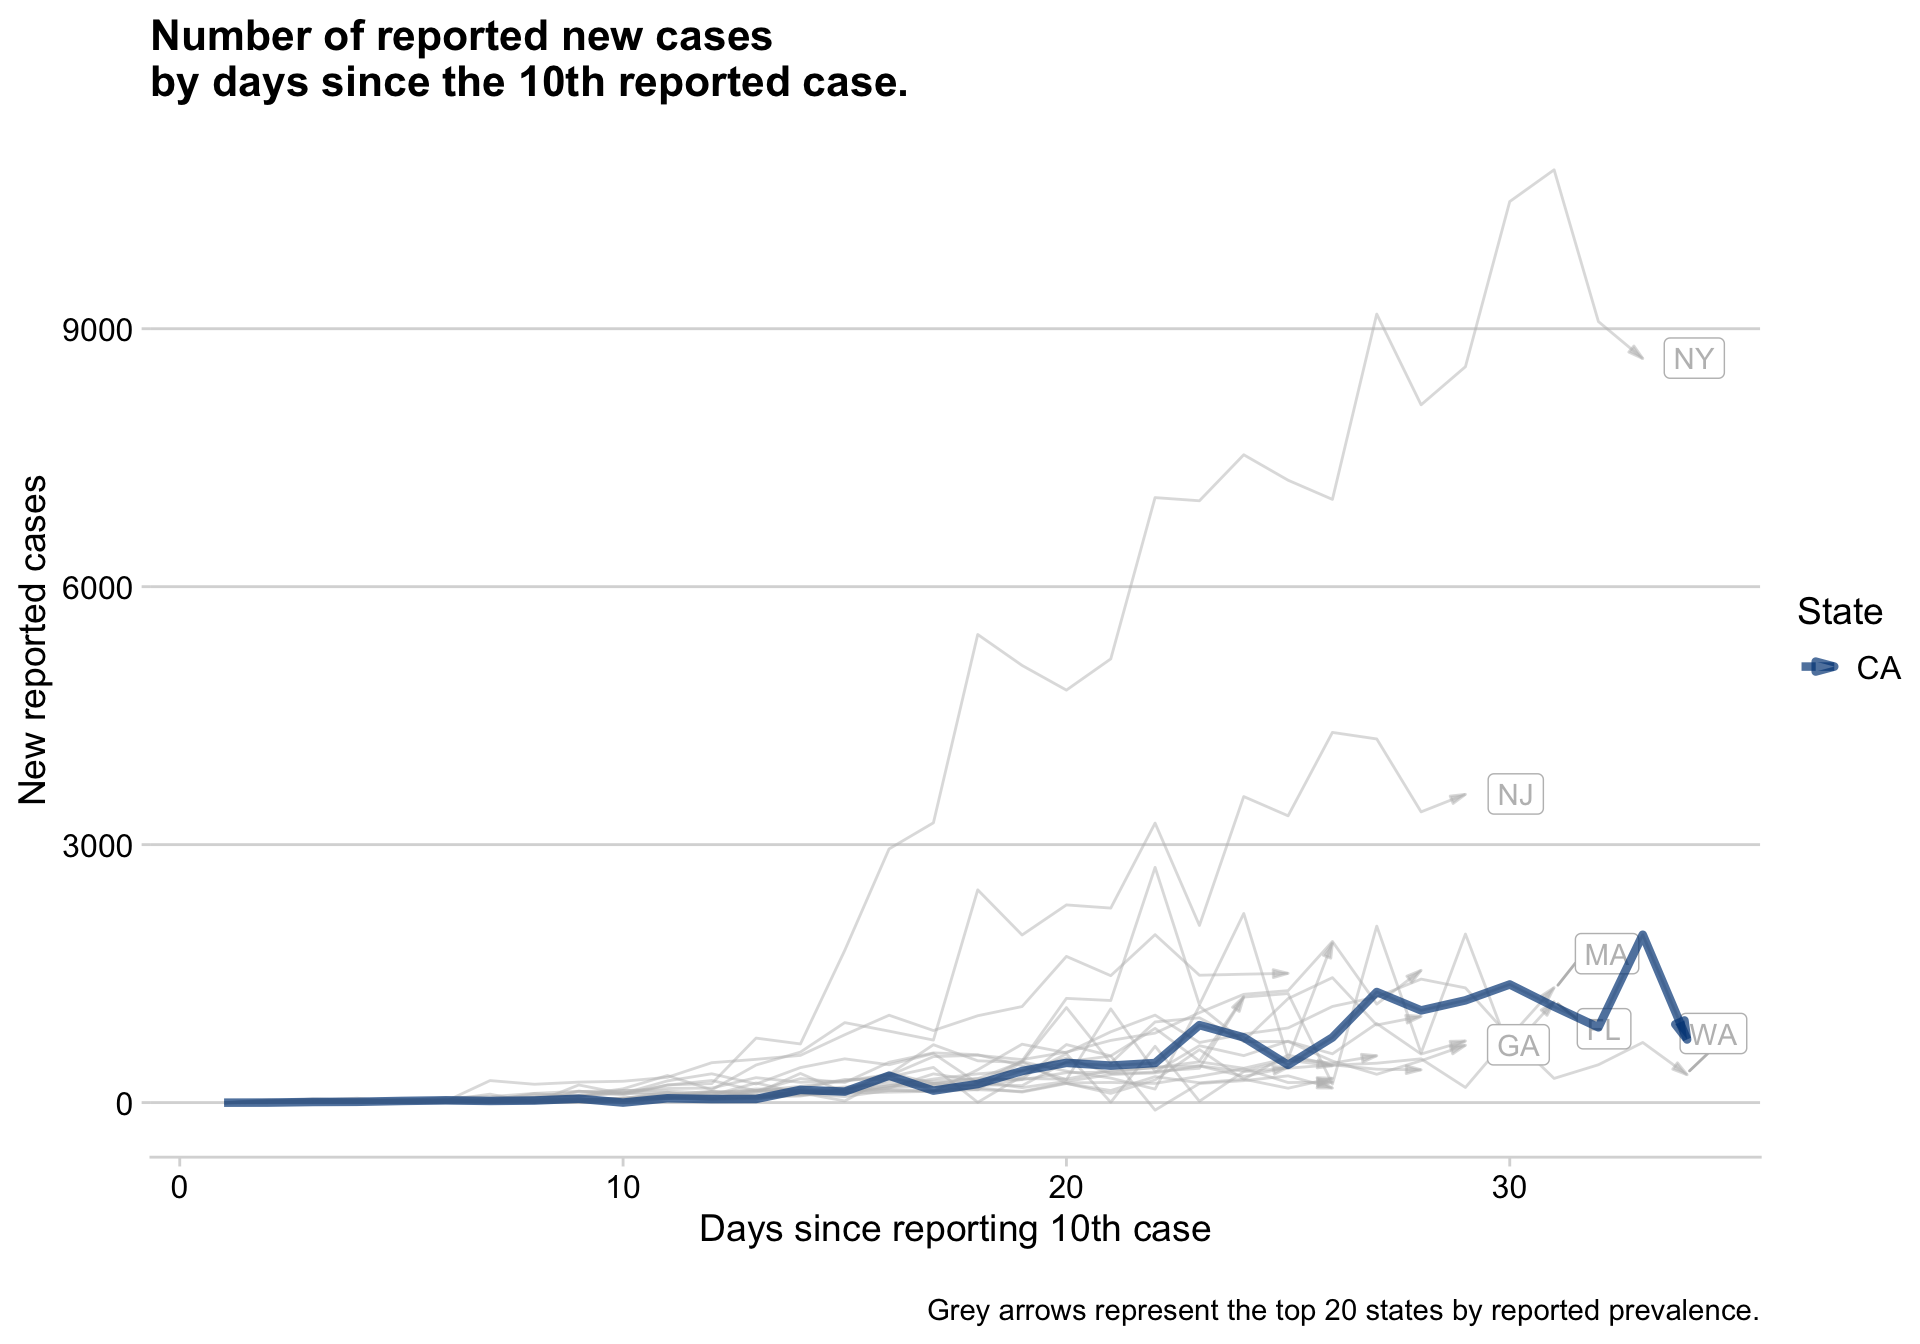 Number of reported new cases
by days since the 10th reported case.
New reported cases
9000
6000
3000
0
NY
NJ
MA
FL
GA
WA
State
CA
0
10
20
30
Days since reporting 10th case
Grey arrows represent the top 20 states by reported prevalence.